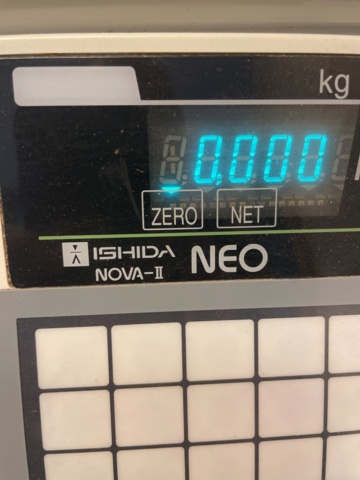 kg
0.000
ZERO NET
ISHIDA
NOVA-II NEO